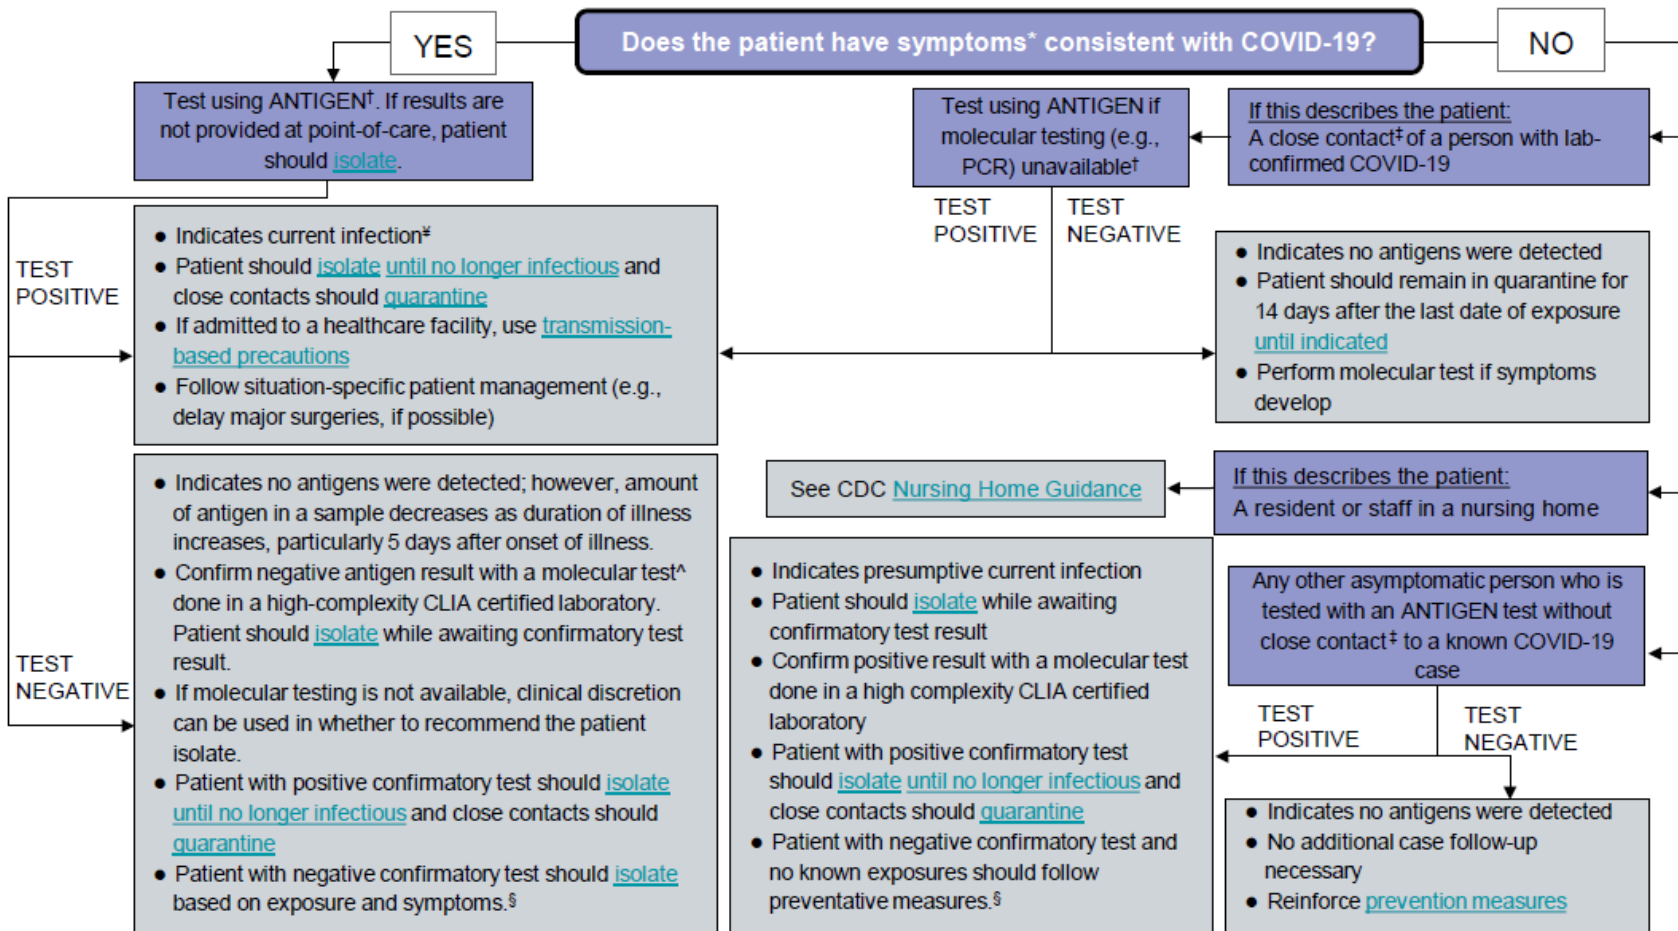 YES
Does the patient have symptoms* consistent with COVID-19?
NO
Test using ANTIGEN†. If results are
not provided at point-of-care, patient
should isolate.
Test using ANTIGEN if
molecular testing (e.g.,
PCR) unavailable†
If this describes the patient:
A close contact‡ of a person with lab-
confirmed COVID-19
TEST
POSITIVE
● Indicates current infection¥
● Patient should isolate until no longer infectious and
close contacts should quarantine
● If admitted to a healthcare facility, use transmission-
based precautions
● Follow situation-specific patient management (e.g.,
delay major surgeries, if possible)
TEST
POSITIVE
TEST
NEGATIVE
● Indicates no antigens were detected
● Patient should remain in quarantine for
14 days after the last date of exposure
until indicated
● Perform molecular test if symptoms
develop
TEST
NEGATIVE
● Indicates no antigens were detected; however, amount
of antigen in a sample decreases as duration of illness
increases, particularly 5 days after onset of illness.
● Confirm negative antigen result with a molecular test^
done in a high-complexity CLIA certified laboratory.
Patient should isolate while awaiting confirmatory test
result.
● If molecular testing is not available, clinical discretion
can be used in whether to recommend the patient
isolate.
● Patient with positive confirmatory test should isolate
until no longer infectious and close contacts should
quarantine
● Patient with negative confirmatory test should isolate
based on exposure and symptoms.§
See CDC Nursing Home Guidance
If this describes the patient:
A resident or staff in a nursing home
● Indicates presumptive current infection
● Patient should isolate while awaiting
confirmatory test result
● Confirm positive result with a molecular test
done in a high complexity CLIA certified
laboratory
● Patient with positive confirmatory test
should isolate until no longer infectious and
close contacts should quarantine
● Patient with negative confirmatory test and
no known exposures should follow
preventative measures.§
Any other asymptomatic person who is
tested with an ANTIGEN test without
close contact‡ to a known COVID-19
case
TEST
POSITIVE
TEST
NEGATIVE
● Indicates no antigens were detected
● No additional case follow-up
necessary
● Reinforce prevention measures